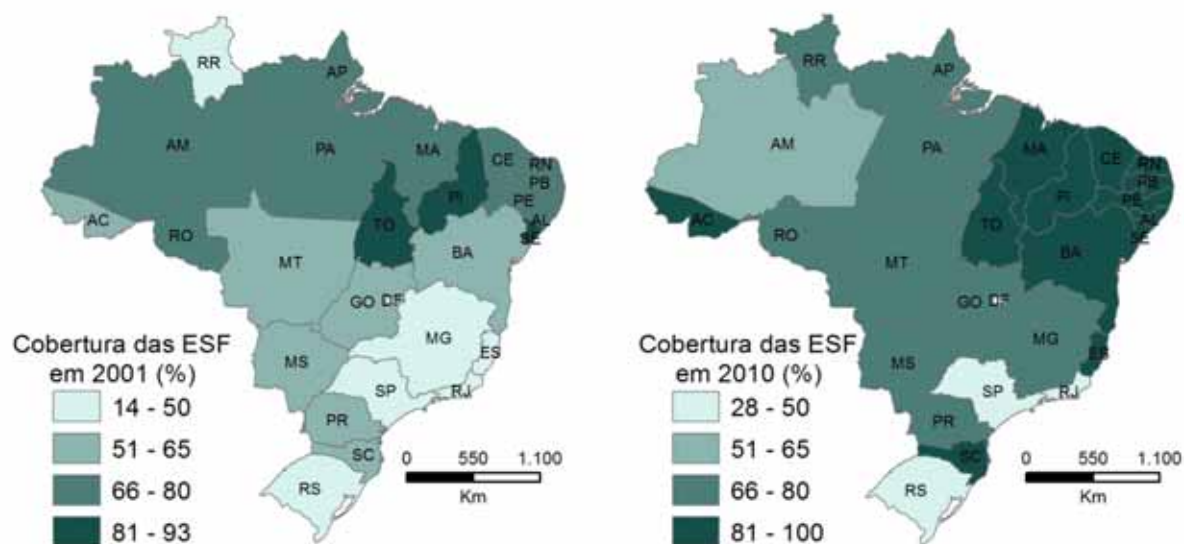 RR
AP
AM
PA
MA
CE
RN
PB
PE
PI
AL
SE
TO
AC
RO
BA
MT
GO
DF
MG
ES
MS
SP
RJ
PR
SC
RS
Cobertura das ESF
em 2001 (%)
14 - 50
51 - 65
66 - 80
81 - 93
0 550 1.100
Km
RR
AP
AM
PA
MA
CE
RN
PB
PE
PI
AL
SE
TO
AC
RO
BA
MT
GO
DF
MG
ES
MS
SP
RJ
PR
SC
RS
Cobertura das ESF
em 2010 (%)
28 - 50
51 - 65
66 - 80
81 - 100
0 550 1.100
Km